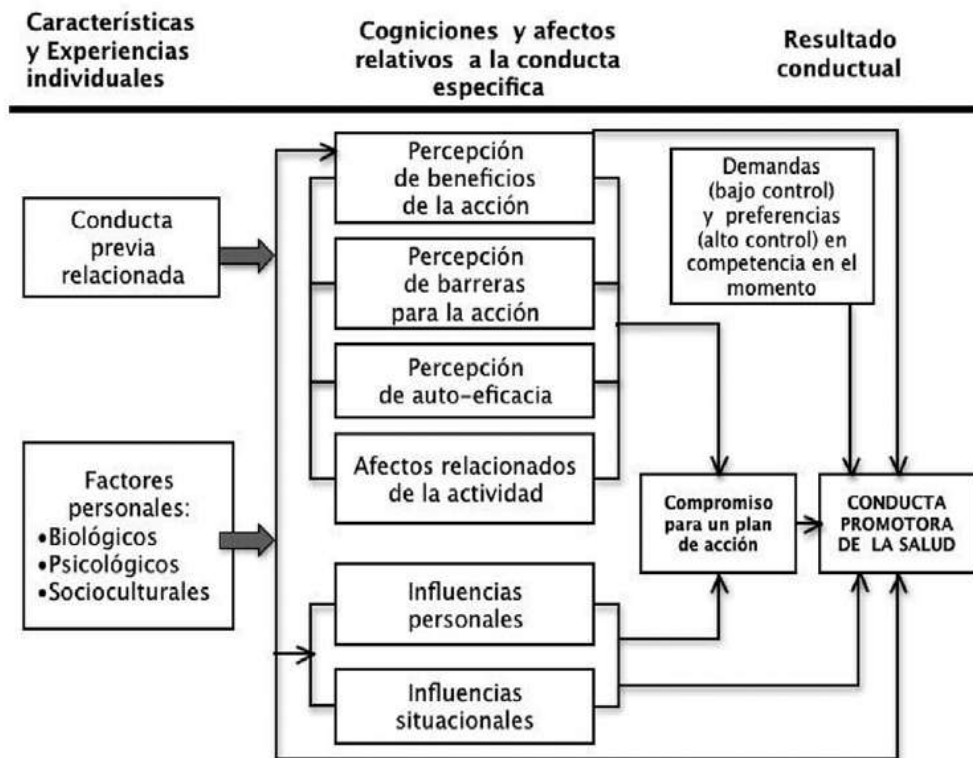 Características
y Experiencias
individuales
Cogniciones y afectos
relativos a la conducta
especifica
Resultado
conductual
Conducta
previa
relacionada
Factores
personales:
•Biológicos
•Psicológicos
•Socioculturales
Percepción
de beneficios
de la acción
Percepción
de barreras
para la acción
Percepción
de auto-eficacia
Afectos relacionados
de la actividad
Influencias
personales
Influencias
situacionales
Demandas
(bajo control)
y preferencias
(alto control) en
competencia en el
momento
Compromiso
para un plan
de acción
CONDUCTA
PROMOTORA
DE LA SALUD